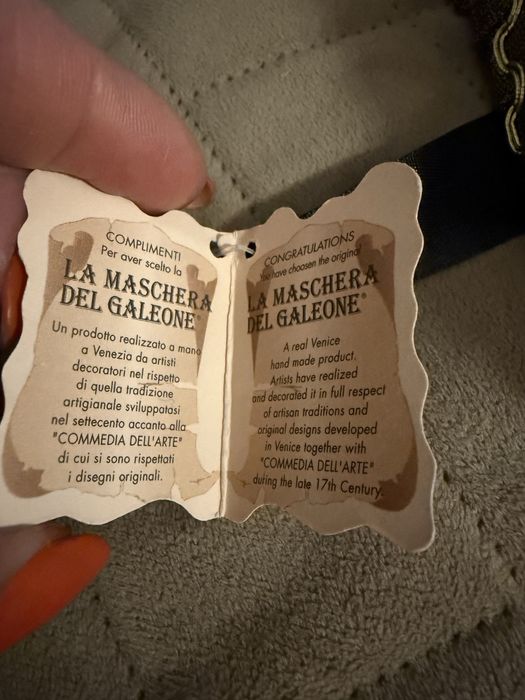 COMPLIMENTI
Per aver scelto la
LA MASCHERA
DEL GALEONE®
Un prodotto realizzato a mano
a Venezia da artisti
decoratori nel rispetto
di quella tradizione
artigianale sviluppatasi
nel settecento accanto alla
"COMMEDIA DELL'ARTE"
di cui si sono rispettati
i disegni originali.
CONGRATULATIONS
You have choosen the original
LA MASCHERA
DEL GALEONE®
A real Venice
hand made product.
Artists have realized
and decorated it in full respect
of artisan traditions and
original designs developed
in Venice together with
"COMMEDIA DELL'ARTE"
during the late 17th Century.